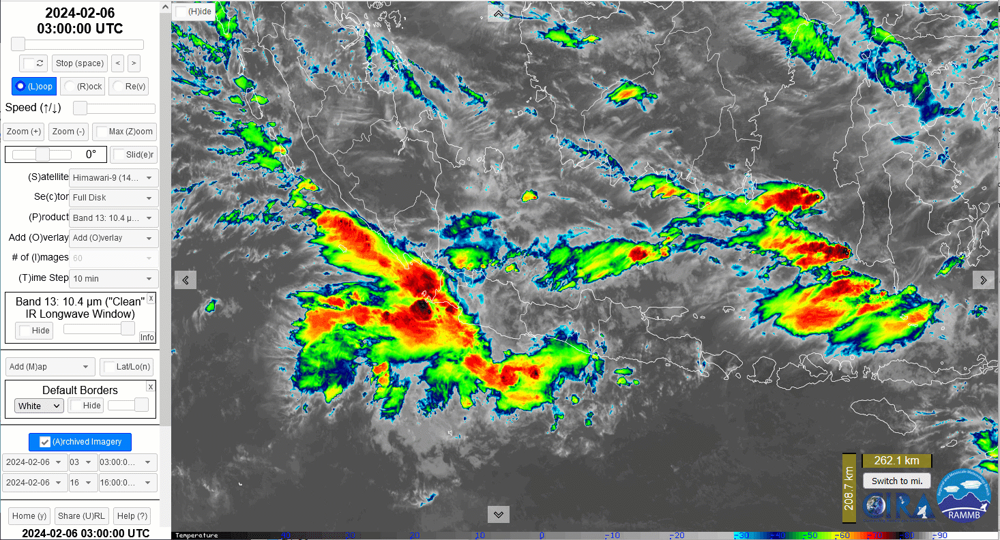 2024-02-06
03:00:00 UTC
Stop (space)
<
>
(L)oop
(R)ock
Re(v)
Speed (↑/↓)
Zoom (+)
Zoom (-)
Max (Z)oom
0°
Slid(e)r
(S)atellite
Himawari-9 (14...
Se(c)tor
Full Disk
(P)roduct
Band 13: 10.4 µ...
Add (O)verlay
Add (O)verlay
# of (I)mages
60
(T)ime Step
10 min
Band 13: 10.4 µm ("Clean"
IR Longwave Window)
x
Hide
Info
Add (M)ap
Lat/Lo(n)
Default Borders
x
White
Hide
(A)rchived Imagery
2024-02-06
03
03:00:0...
2024-02-06
16
16:00:0...
Home (y)
Share (U)RL
Help (?)
2024-02-06 03:00:00 UTC
(H)ide
262.1 km
208.7 km
Switch to mi.
CIRA
Regional and Mesoscale Meteorology Branch
RAMMB
Temperature
30
20
10
0
-10
-20
-30
-40
-50
-60
-70
-80
-90